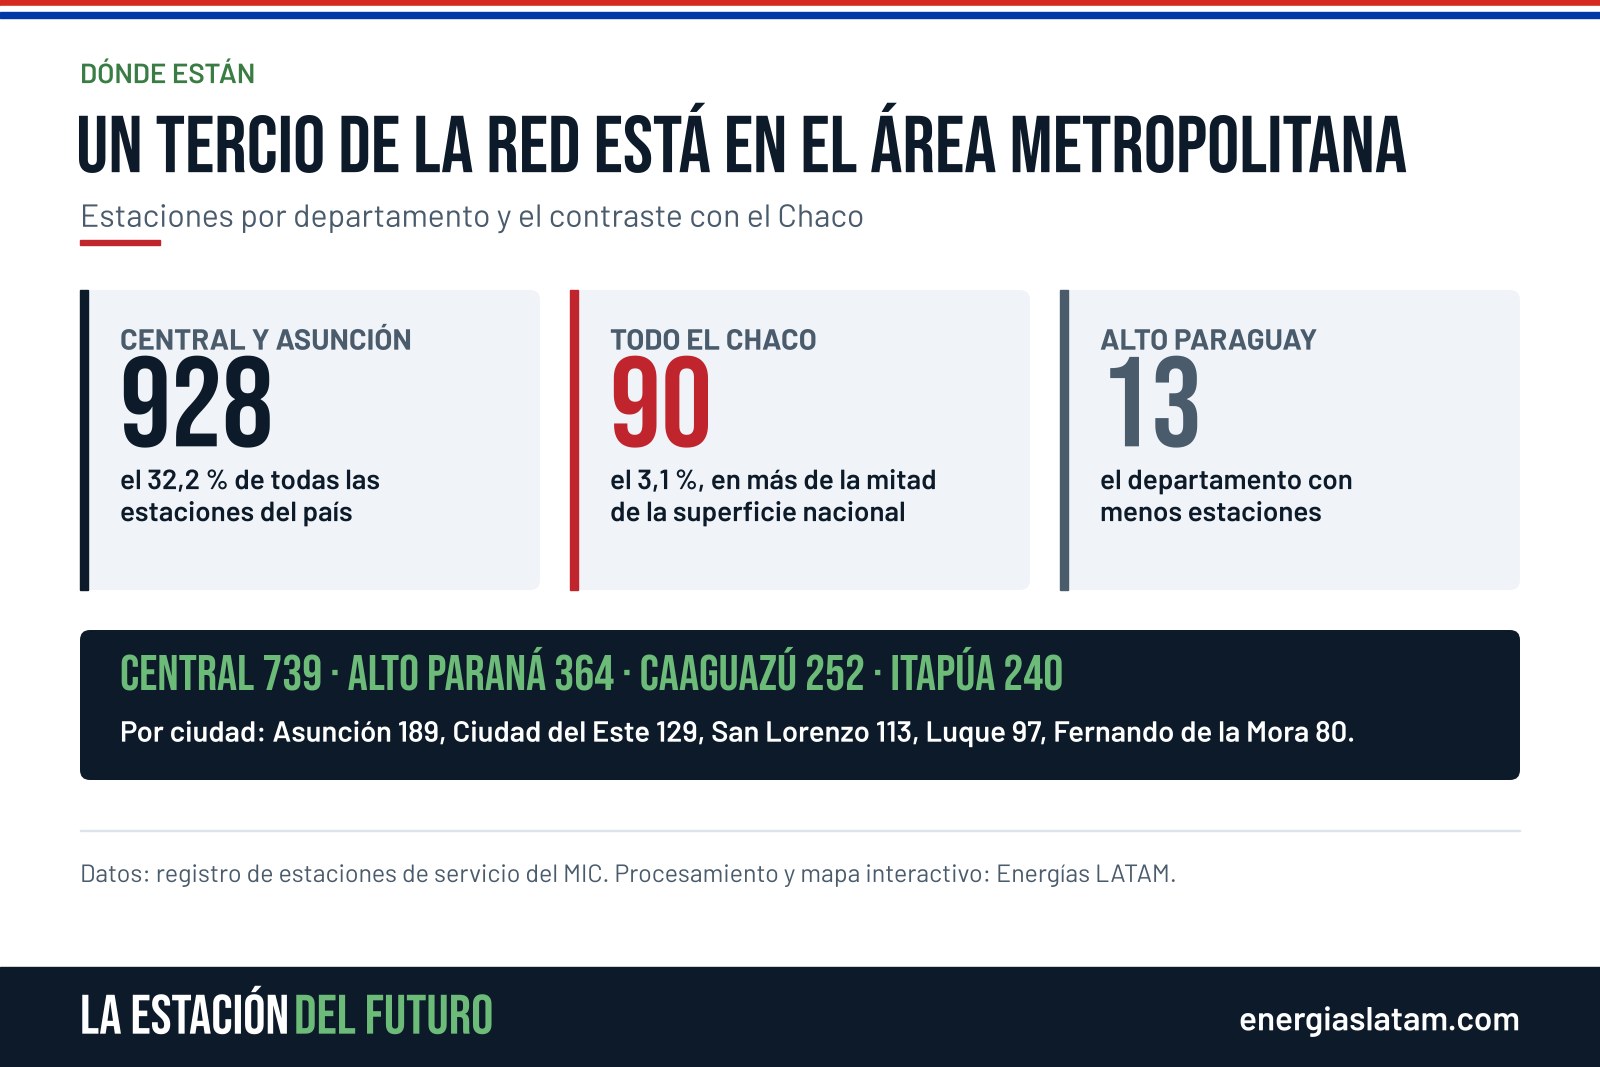 DÓNDE ESTÁN
UN TERCIO DE LA RED ESTÁ EN EL ÁREA METROPOLITANA
Estaciones por departamento y el contraste con el Chaco
CENTRAL Y ASUNCIÓN
928
el 32,2 % de todas las
estaciones del país
TODO EL CHACO
90
el 3,1 %, en más de la mitad
de la superficie nacional
ALTO PARAGUAY
13
el departamento con
menos estaciones
CENTRAL 739 · ALTO PARANÁ 364 · CAAGUAZÚ 252 · ITAPÚA 240
Por ciudad: Asunción 189, Ciudad del Este 129, San Lorenzo 113, Luque 97, Fernando de la Mora 80.
Datos: registro de estaciones de servicio del MIC. Procesamiento y mapa interactivo: Energías LATAM.
LA ESTACIÓN DEL FUTURO
energiaslatam.com